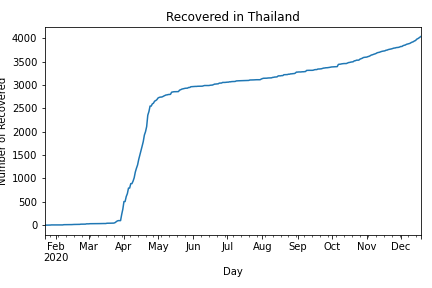 Recovered in Thailand
Number of Recovered
4000
3500
3000
2500
2000
1500
1000
500
0
Feb Mar Apr May Jun Jul Aug Sep Oct Nov Dec
2020
Day